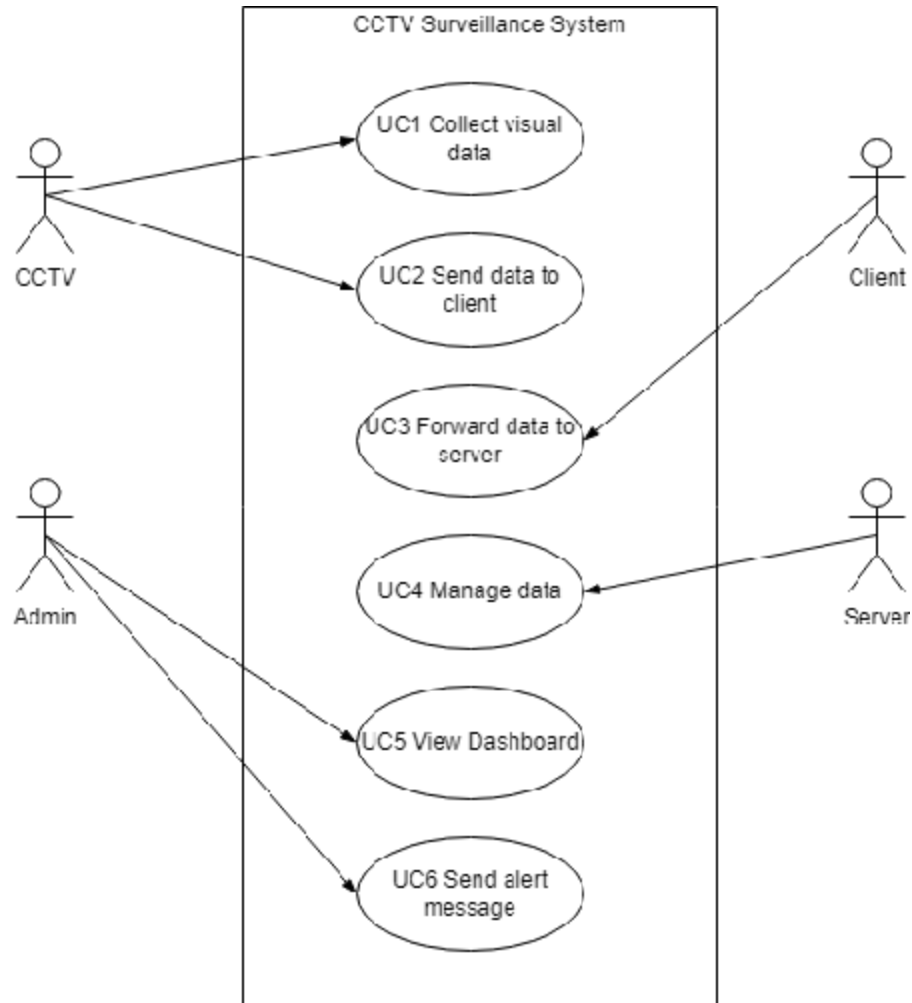 CCTV Surveillance System
UC1 Collect visual
data
CCTV
Client
UC2 Send data to
client
UC3 Forward data to
server
Admin
Server
UC4 Manage data
UC5 View Dashboard
UC6 Send alert
message